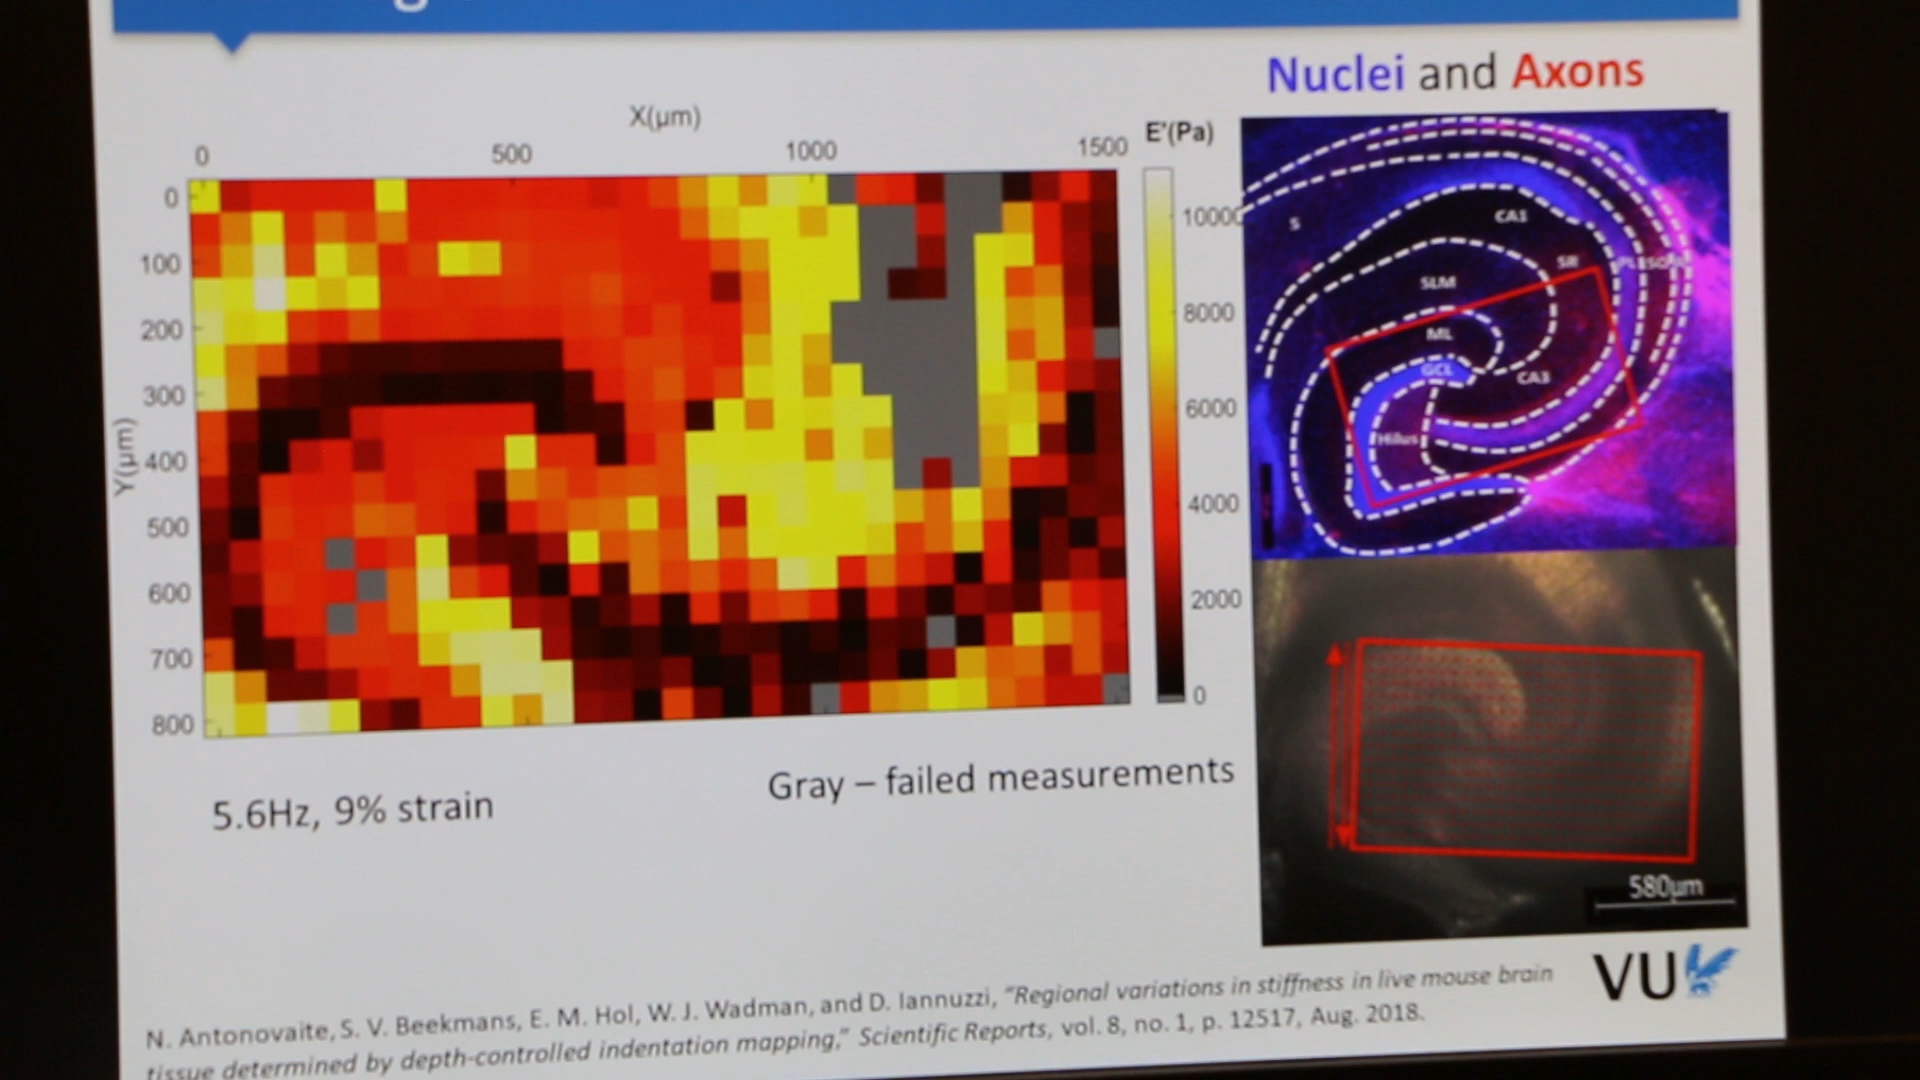 Nuclei and Axons
X(µm)
0 500 1000 1500
E'(Pa)
Y(µm)
0
100
200
300
400
500
600
700
800
10000
8000
6000
4000
2000
0
S
CA1
SR
SLM
ML
GCL
CA3
Hilus
580µm
5.6Hz, 9% strain
Gray – failed measurements
VU
N. Antonovaite, S. V. Beekmans, E. M. Hol, W. J. Wadman, and D. Iannuzzi, “Regional variations in stiffness in live mouse brain
tissue determined by depth-controlled indentation mapping,” Scientific Reports, vol. 8, no. 1, p. 12517, Aug. 2018.